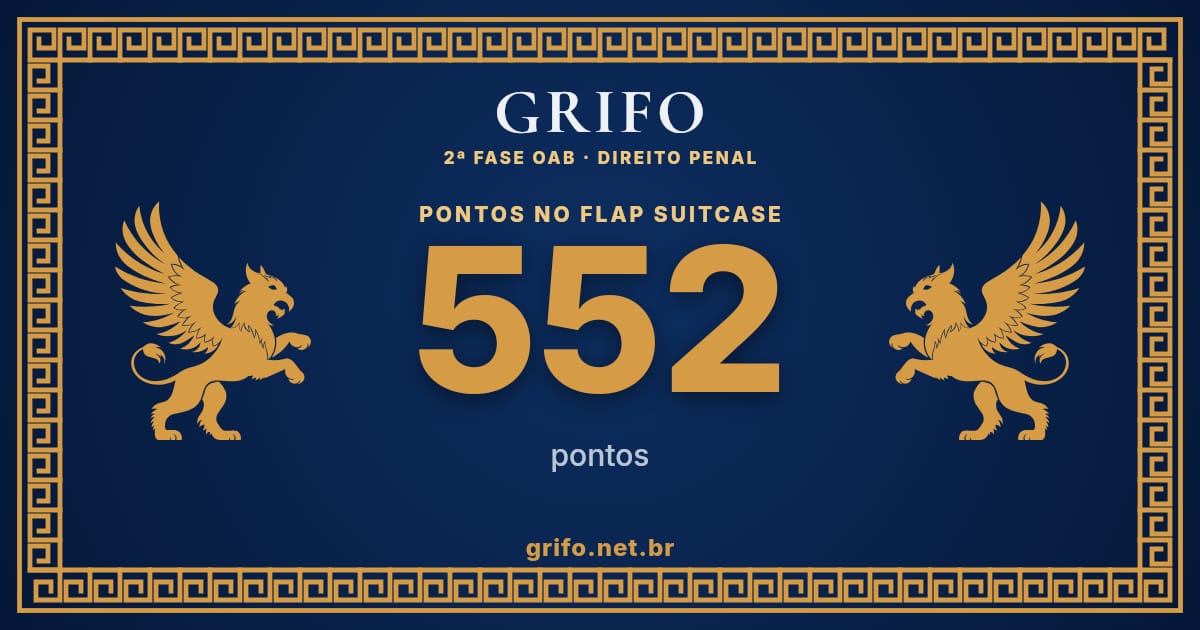 GRIFO
2ª FASE OAB · DIREITO PENAL
PONTOS NO FLAP SUITCASE
552
pontos
grifo.net.br